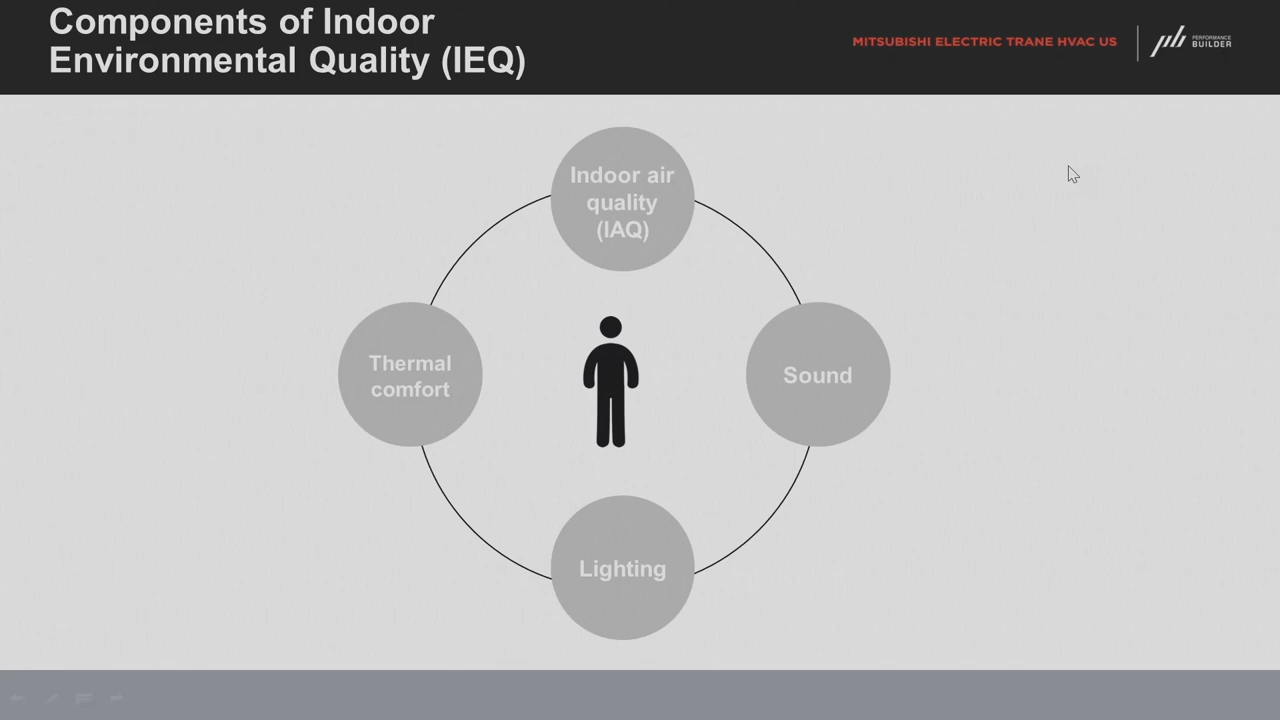 Components of Indoor
Environmental Quality (IEQ)
MITSUBISHI ELECTRIC TRANE HVAC US
pb
PERFORMANCE
BUILDER
Indoor air
quality
(IAQ)
Thermal
comfort
Sound
Lighting